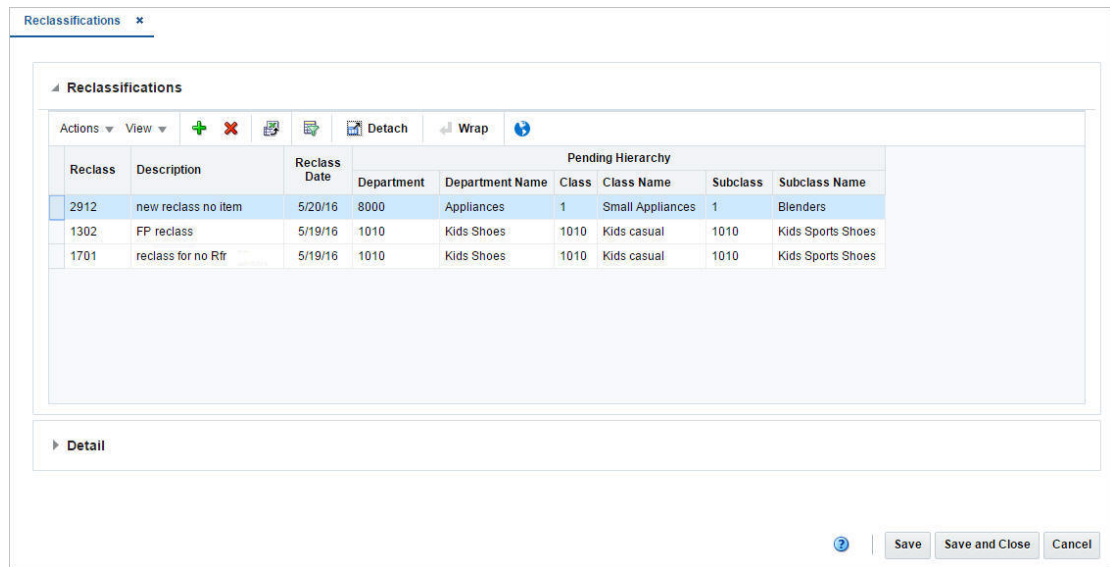 Reclassifications
Reclassifications
Actions View Detach Wrap
Pending Hierarchy
Reclass Description Reclass Date Department Department Name Class Class Name Subclass Subclass Name
2912 new reclass no item 5/20/16 8000 Appliances 1 Small Appliances 1 Blenders
1302 FP reclass 5/19/16 1010 Kids Shoes 1010 Kids casual 1010 Kids Sports Shoes
1701 reclass for no Rfr 5/19/16 1010 Kids Shoes 1010 Kids casual 1010 Kids Sports Shoes
Detail
Save Save and Close Cancel